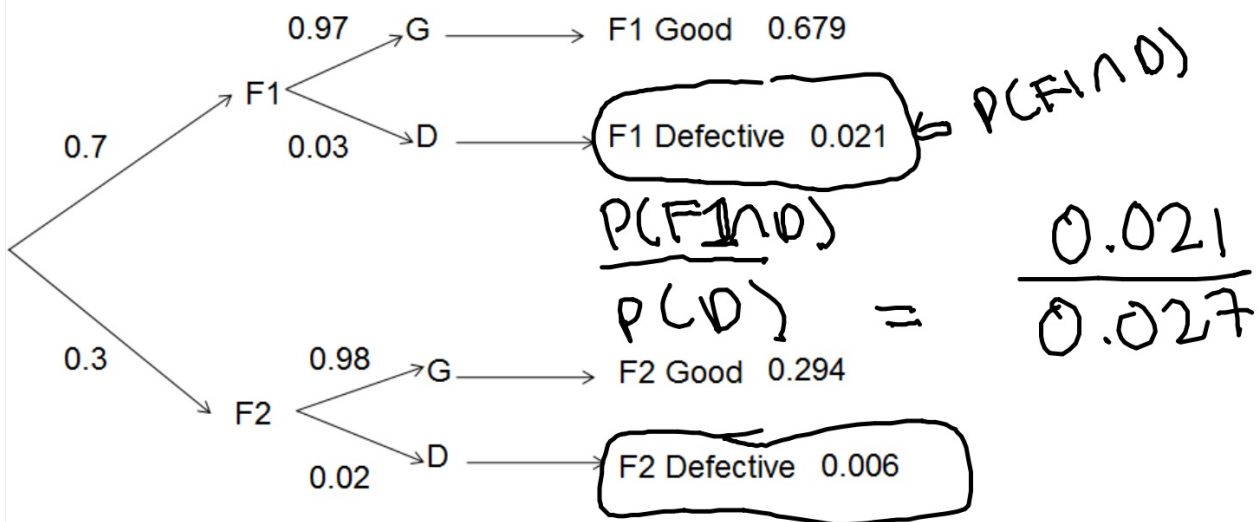 0.97 G F1 Good 0.679
F1
P(F1∩D)
0.7 0.03 D F1 Defective 0.021
P(F1∩D) 0.021
P(D) = 0.027
0.3 0.98 G F2 Good 0.294
F2
0.02 D F2 Defective 0.006